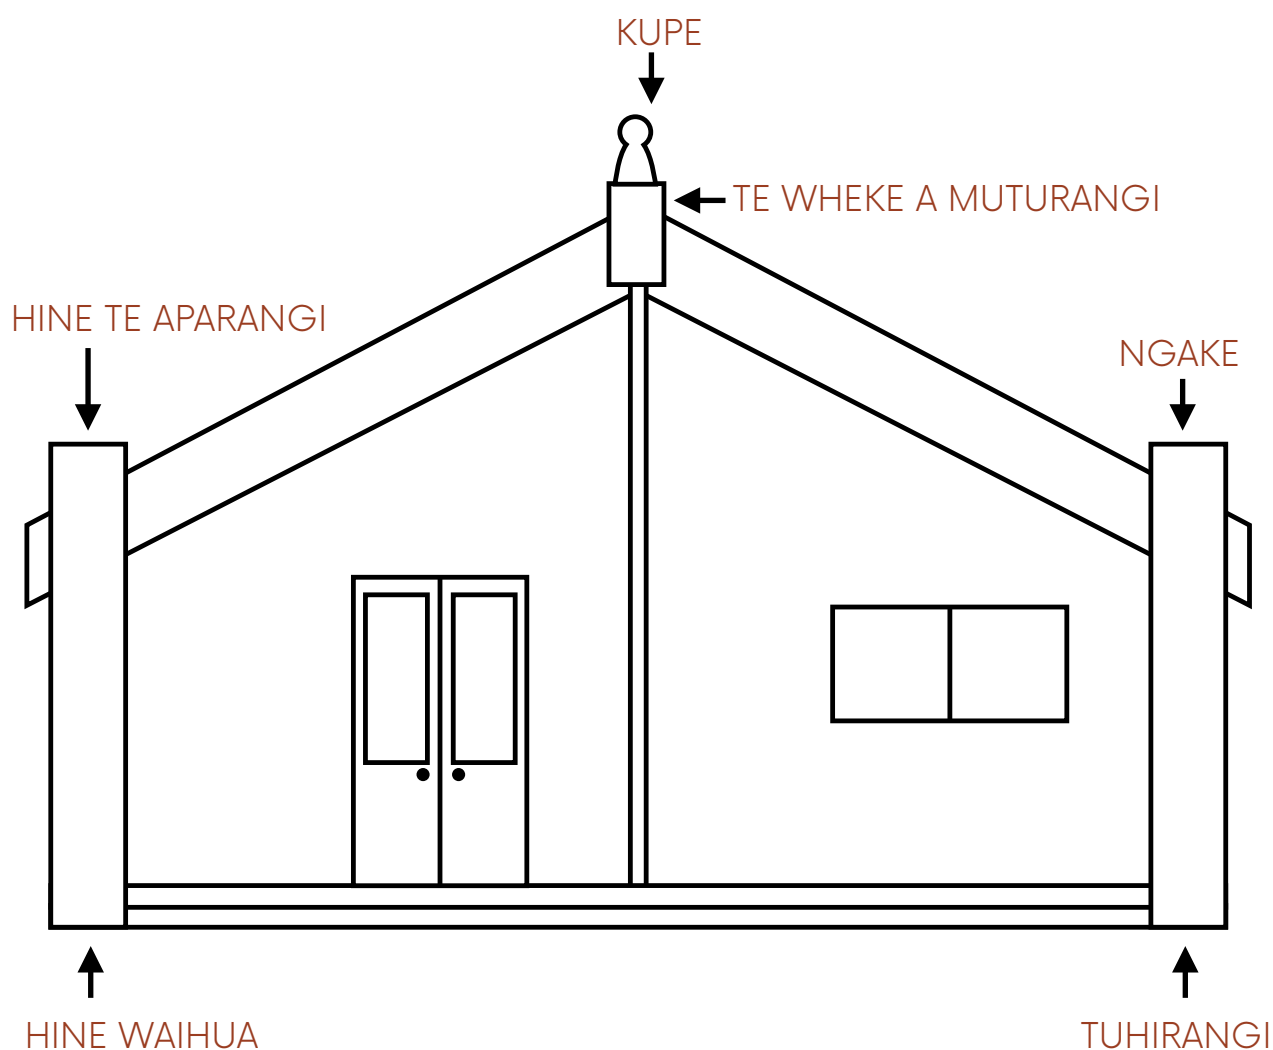 KUPE
TE WHEKE A MUTURANGI
HINE TE APARANGI
NGAKE
HINE WAIHUA
TUHIRANGI